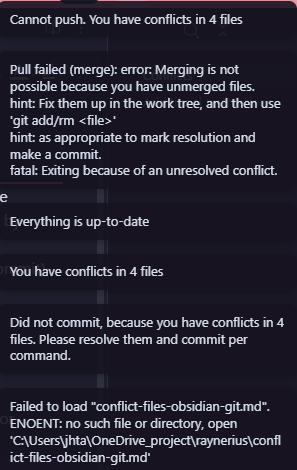 Cannot push. You have conflicts in 4 files
Pull failed (merge): error: Merging is not
possible because you have unmerged files.
hint: Fix them up in the work tree, and then use
'git add/rm <file>'
hint: as appropriate to mark resolution and
make a commit.
fatal: Exiting because of an unresolved conflict.
e
Everything is up-to-date
You have conflicts in 4 files
Did not commit, because you have conflicts in 4
files. Please resolve them and commit per
command.
Failed to load "conflict-files-obsidian-git.md".
ENOENT: no such file or directory, open
'C:\Users\jhta\OneDrive_project\raynerius\confl
ict-files-obsidian-git.md'